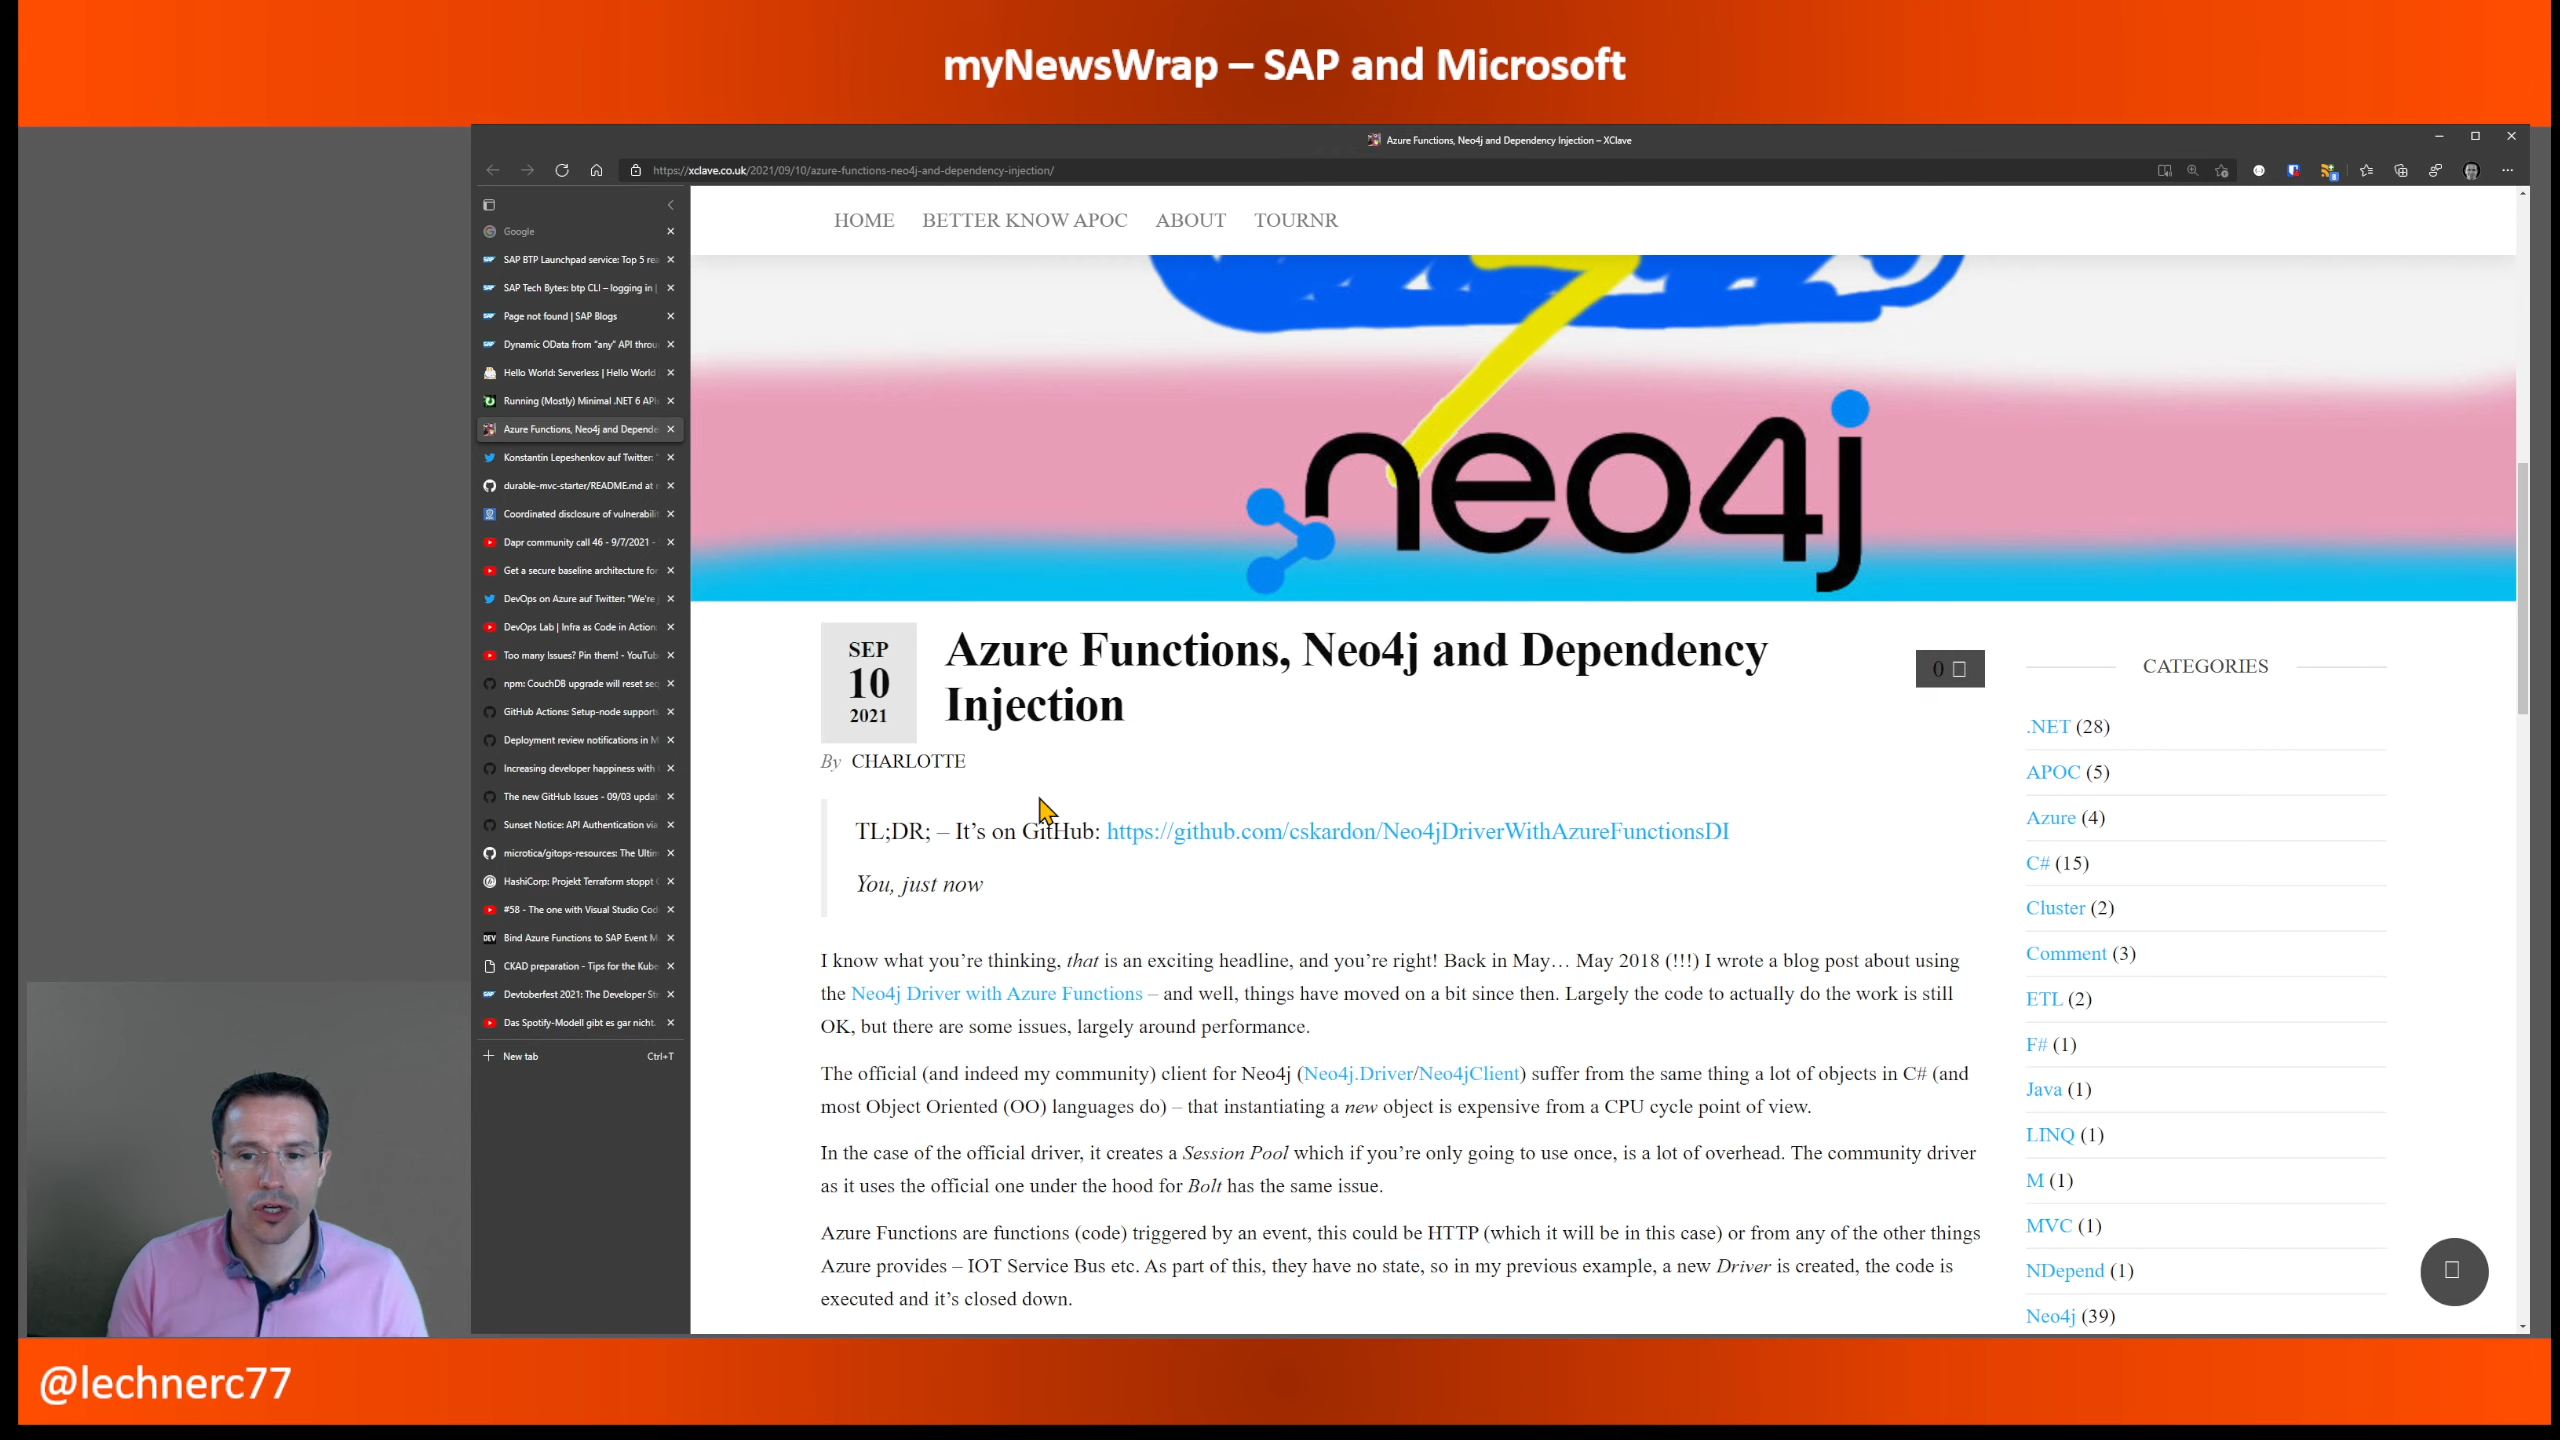 myNewsWrap – SAP and Microsoft
Azure Functions, Neo4j and Dependency Injection – XClave
https://xclave.co.uk/2021/09/10/azure-functions-neo4j-and-dependency-injection/
Google
SAP BTP Launchpad service: Top 5 rea
SAP Tech Bytes: btp CLI – logging in |
Page not found | SAP Blogs
Dynamic OData from "any" API throu
Hello World: Serverless | Hello World
Running (Mostly) Minimal .NET 6 API
Azure Functions, Neo4j and Depende
Konstantin Lepeshenkov auf Twitter: "
durable-mvc-starter/README.md at
Coordinated disclosure of vulnerabili
Dapr community call 46 - 9/7/2021 -
Get a secure baseline architecture for
DevOps on Azure auf Twitter: "We're
DevOps Lab | Infra as Code in Action:
Too many Issues? Pin them! - YouTub
npm: CouchDB upgrade will reset seq
GitHub Actions: Setup-node supports
Deployment review notifications in M
Increasing developer happiness with
The new GitHub Issues - 09/03 updat
Sunset Notice: API Authentication via
microtica/gitops-resources: The Ultim
HashiCorp: Projekt Terraform stoppt
#58 - The one with Visual Studio Cod
DEV Bind Azure Functions to SAP Event M
CKAD preparation - Tips for the Kube
Devtoberfest 2021: The Developer St
Das Spotify-Modell gibt es gar nicht.
New tab Ctrl+T
HOME BETTER KNOW APOC ABOUT TOURNR
neo4j
SEP
10
2021
Azure Functions, Neo4j and Dependency
Injection
0
By CHARLOTTE
TL;DR; – It's on GitHub: https://github.com/cskardon/Neo4jDriverWithAzureFunctionsDI
You, just now
I know what you're thinking, that is an exciting headline, and you're right! Back in May… May 2018 (!!!) I wrote a blog post about using
the Neo4j Driver with Azure Functions – and well, things have moved on a bit since then. Largely the code to actually do the work is still
OK, but there are some issues, largely around performance.
The official (and indeed my community) client for Neo4j (Neo4j.Driver/Neo4jClient) suffer from the same thing a lot of objects in C# (and
most Object Oriented (OO) languages do) – that instantiating a new object is expensive from a CPU cycle point of view.
In the case of the official driver, it creates a Session Pool which if you're only going to use once, is a lot of overhead. The community driver
as it uses the official one under the hood for Bolt has the same issue.
Azure Functions are functions (code) triggered by an event, this could be HTTP (which it will be in this case) or from any of the other things
Azure provides – IOT Service Bus etc. As part of this, they have no state, so in my previous example, a new Driver is created, the code is
executed and it's closed down.
CATEGORIES
.NET (28)
APOC (5)
Azure (4)
C# (15)
Cluster (2)
Comment (3)
ETL (2)
F# (1)
Java (1)
LINQ (1)
M (1)
MVC (1)
NDepend (1)
Neo4j (39)
@lechnerc77